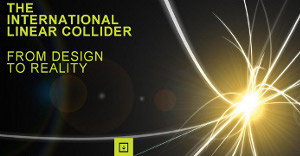 THE
INTERNATIONAL
LINEAR COLLIDER
FROM DESIGN
TO REALITY